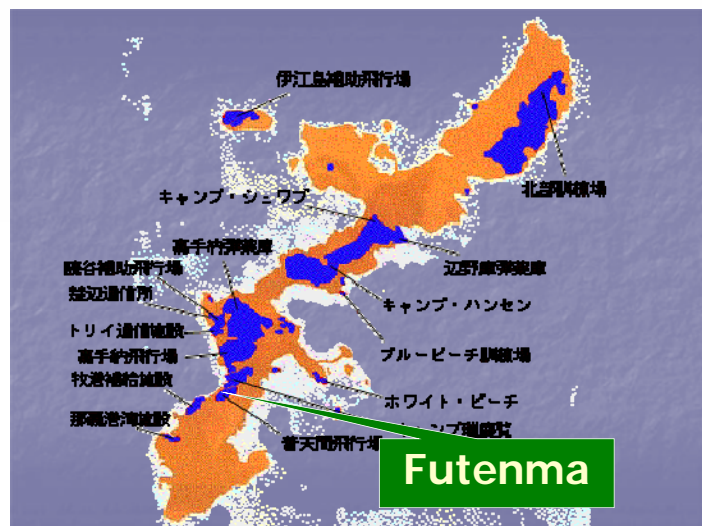 伊江島補助飛行場
北部訓練場
キャンプ・シュワブ
嘉手納弾薬庫
読谷補助飛行場
辺野庫弾薬庫
楚辺通信所
キャンプ・ハンセン
トリイ通信施設
嘉手納飛行場
ブルービーチ訓練場
牧港補給施設
ホワイト・ビーチ
那覇港湾施設
普天間飛行場
Futenma